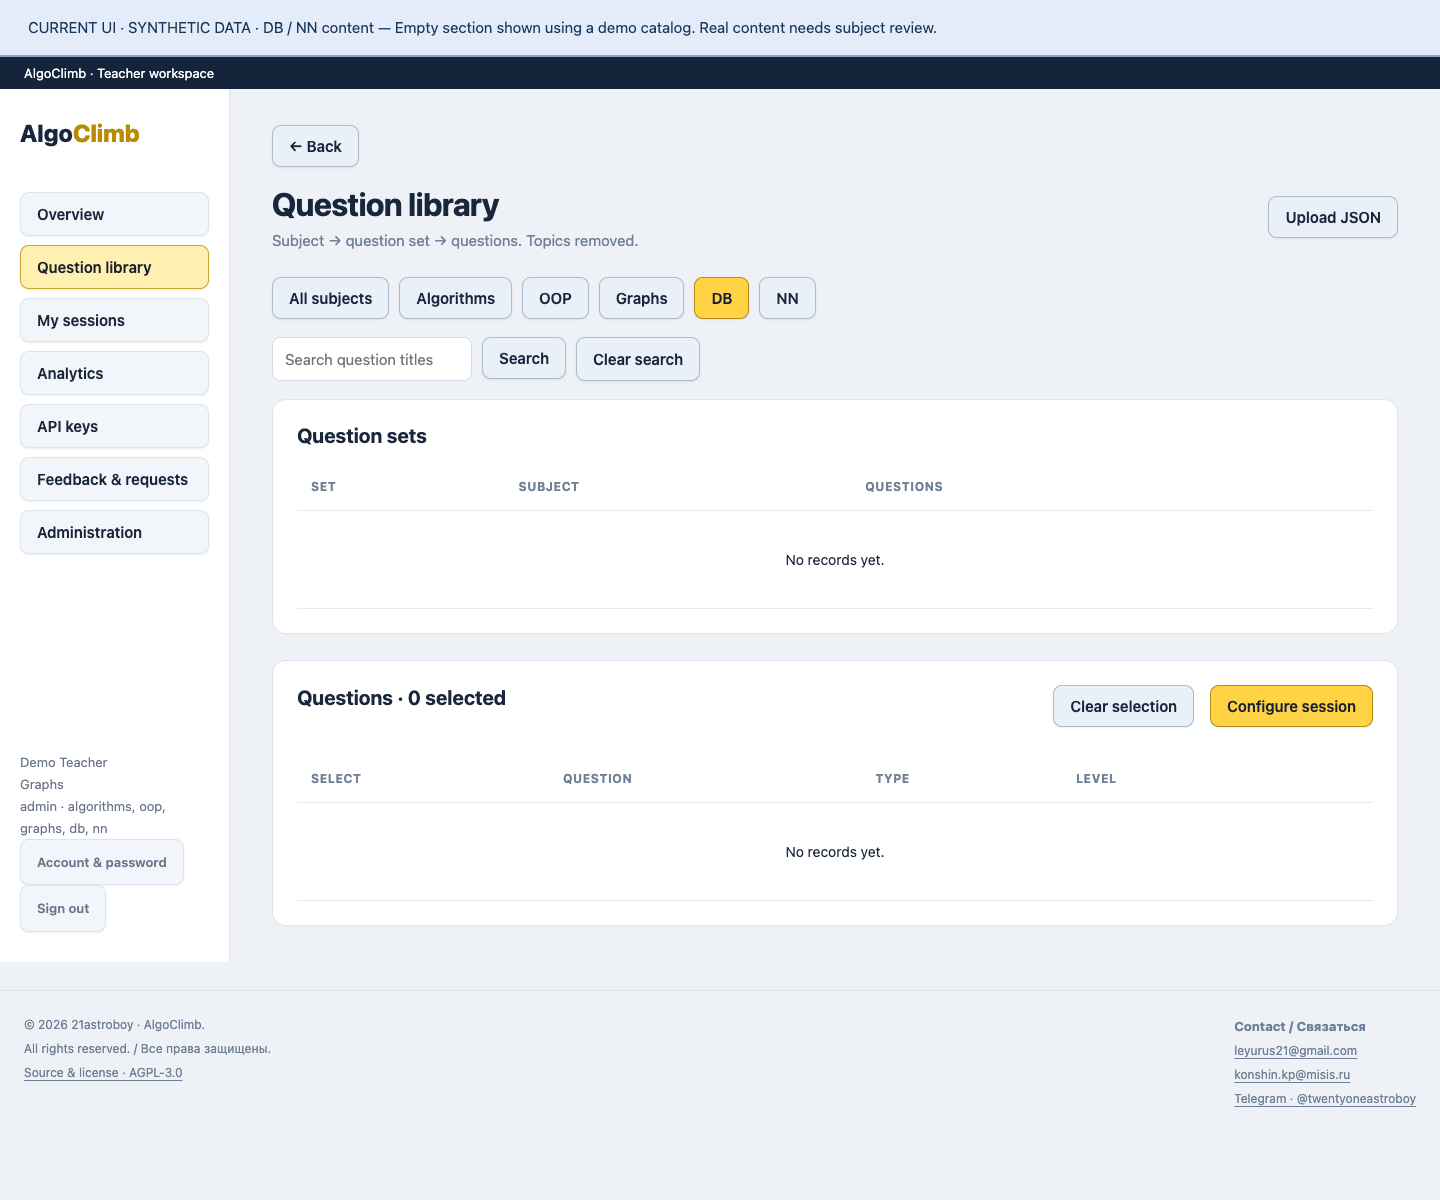 CURRENT UI · SYNTHETIC DATA · DB / NN content — Empty section shown using a demo catalog. Real content needs subject review.
AlgoClimb · Teacher workspace
AlgoClimb
Overview
Question library
My sessions
Analytics
API keys
Feedback & requests
Administration
Demo Teacher
Graphs
admin · algorithms, oop,
graphs, db, nn
Account & password
Sign out
← Back
Question library
Subject → question set → questions. Topics removed.
Upload JSON
All subjects Algorithms OOP Graphs DB NN
Search question titles Search Clear search
Question sets
SET SUBJECT QUESTIONS
No records yet.
Questions · 0 selected
Clear selection Configure session
SELECT QUESTION TYPE LEVEL
No records yet.
© 2026 21astroboy · AlgoClimb.
All rights reserved. / Все права защищены.
Source & license · AGPL-3.0
Contact / Связаться
leyurus21@gmail.com
konshin.kp@misis.ru
Telegram · @twentyoneastroboy